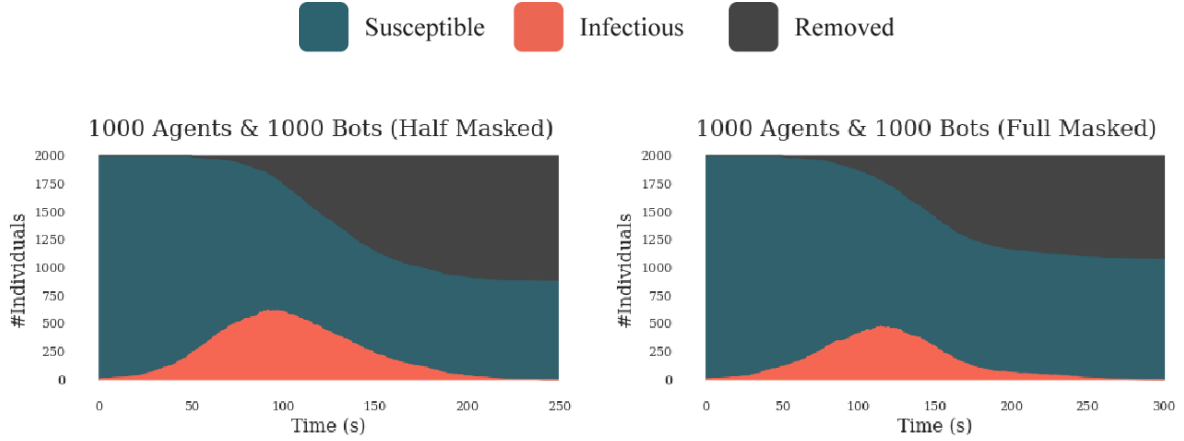 Susceptible
Infectious
Removed
1000 Agents & 1000 Bots (Half Masked)
2000
1750
1500
1250
1000
750
500
250
0
#Individuals
0 50 100 150 200 250
Time (s)
1000 Agents & 1000 Bots (Full Masked)
2000
1750
1500
1250
1000
750
500
250
0
#Individuals
0 50 100 150 200 250 300
Time (s)